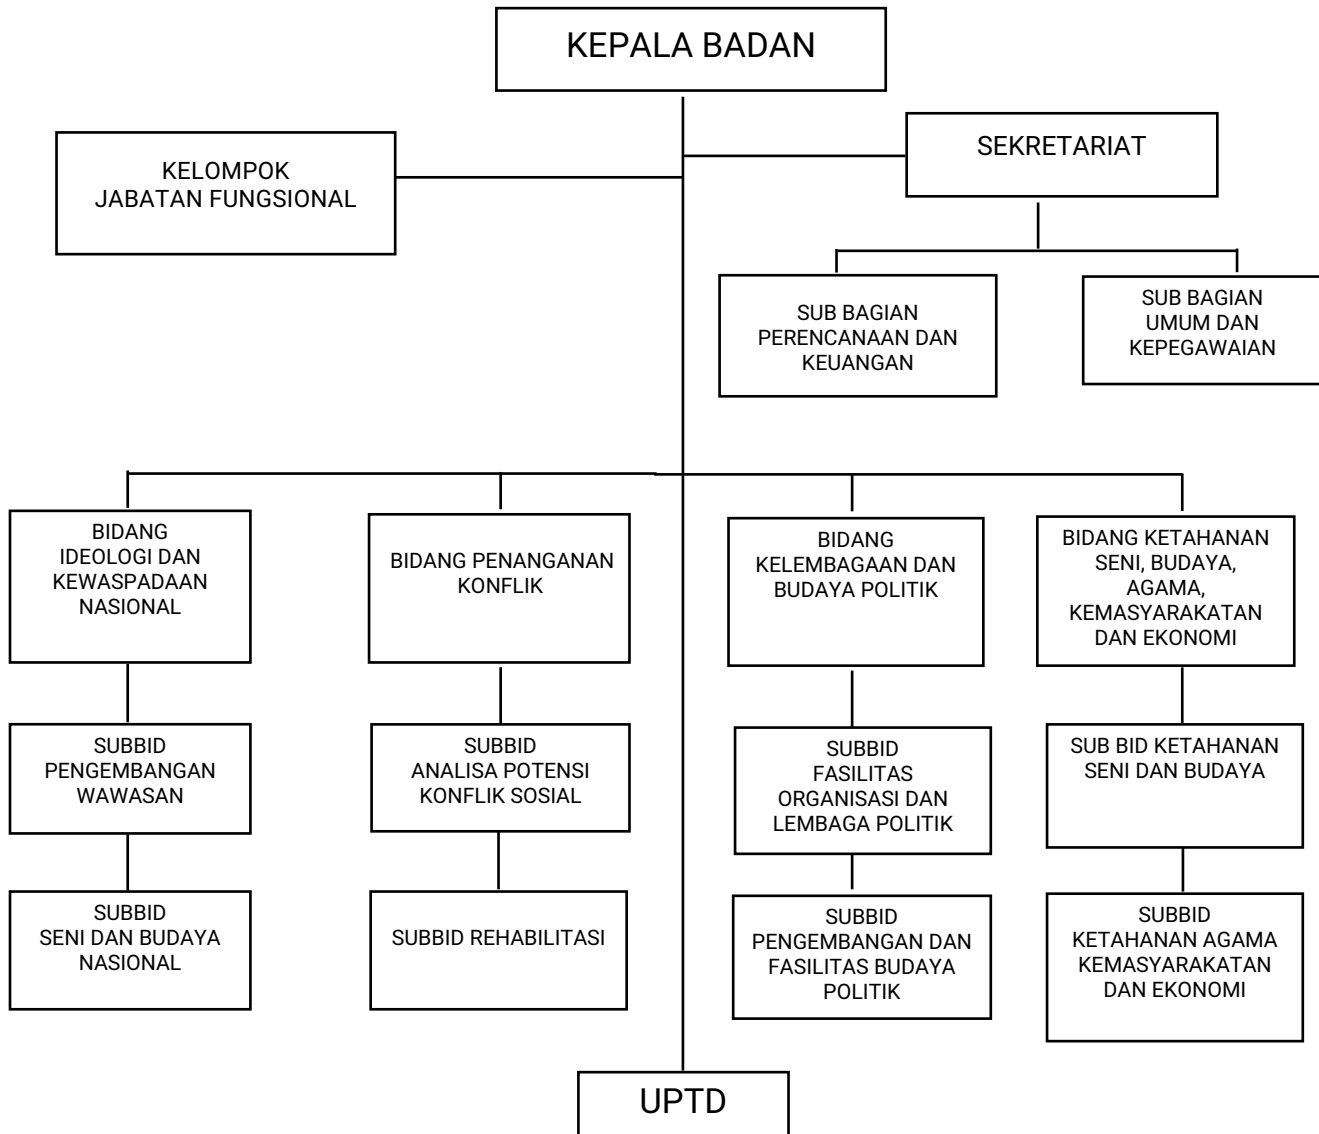 KEPALA BADAN
KELOMPOK
JABATAN FUNGSIONAL
SEKRETARIAT
SUB BAGIAN
PERENCANAAN DAN
KEUANGAN
SUB BAGIAN
UMUM DAN
KEPEGAWAIAN
BIDANG
IDEOLOGI DAN
KEWASPADAAN
NASIONAL
BIDANG PENANGANAN
KONFLIK
BIDANG
KELEMBAGAAN DAN
BUDAYA POLITIK
BIDANG KETAHANAN
SENI, BUDAYA,
AGAMA,
KEMASYARAKATAN
DAN EKONOMI
SUBBID
PENGEMBANGAN
WAWASAN
SUBBID
ANALISA POTENSI
KONFLIK SOSIAL
SUBBID
FASILITAS
ORGANISASI DAN
LEMBAGA POLITIK
SUB BID KETAHANAN
SENI DAN BUDAYA
SUBBID
SENI DAN BUDAYA
NASIONAL
SUBBID REHABILITASI
SUBBID
PENGEMBANGAN DAN
FASILITAS BUDAYA
POLITIK
SUBBID
KETAHANAN AGAMA
KEMASYARAKATAN
DAN EKONOMI
UPTD